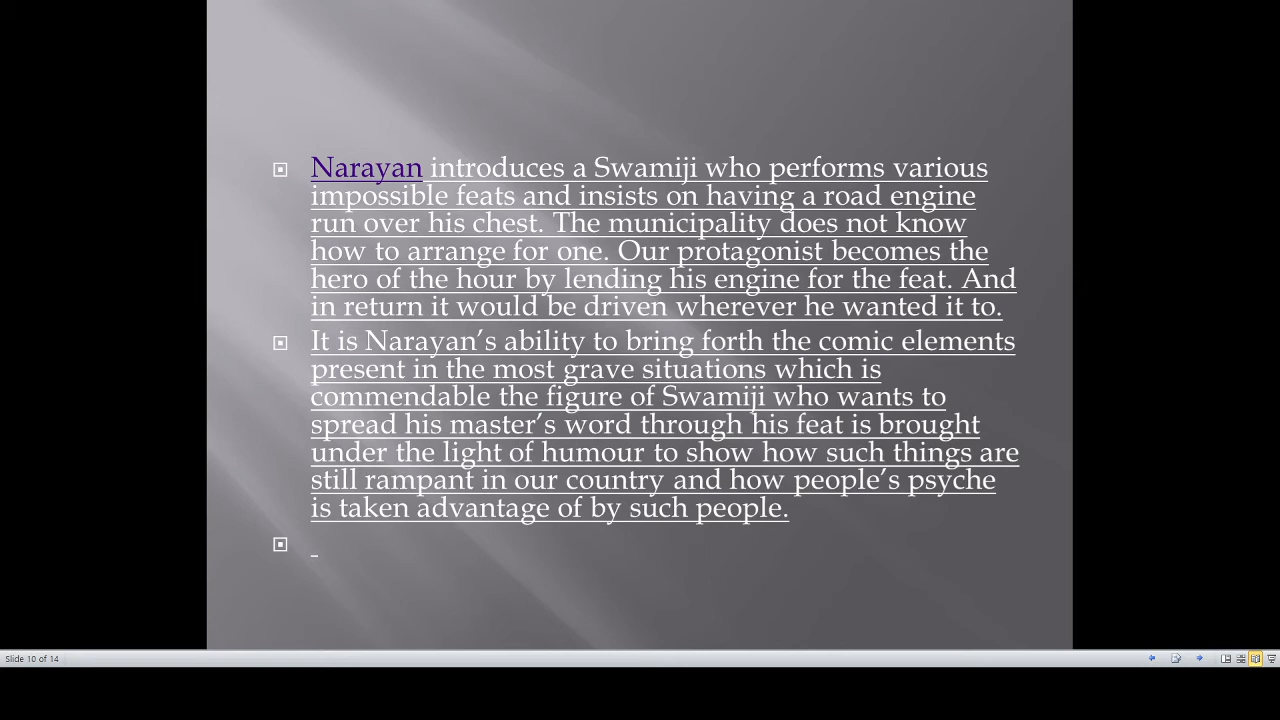 Narayan introduces a Swamiji who performs various
impossible feats and insists on having a road engine
run over his chest. The municipality does not know
how to arrange for one. Our protagonist becomes the
hero of the hour by lending his engine for the feat. And
in return it would be driven wherever he wanted it to.
It is Narayan’s ability to bring forth the comic elements
present in the most grave situations which is
commendable the figure of Swamiji who wants to
spread his master’s word through his feat is brought
under the light of humour to show how such things are
still rampant in our country and how people’s psyche
is taken advantage of by such people.
Slide 10 of 14